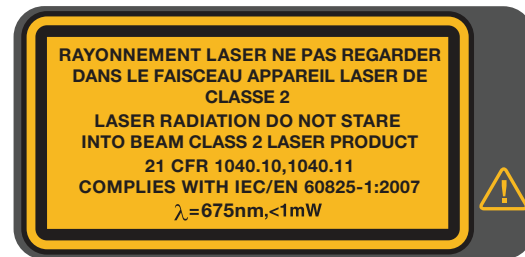 RAYONNEMENT LASER NE PAS REGARDER
DANS LE FAISCEAU APPAREIL LASER DE
CLASSE 2
LASER RADIATION DO NOT STARE
INTO BEAM CLASS 2 LASER PRODUCT
21 CFR 1040.10,1040.11
COMPLIES WITH IEC/EN 60825-1:2007
λ=675nm,<1mW
!